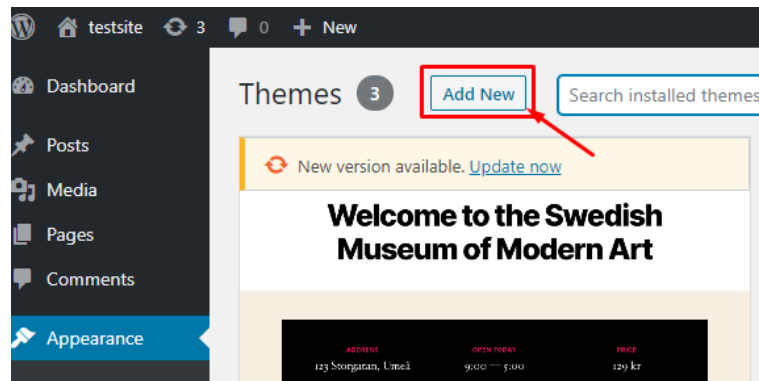 testsite 3 0 + New
Dashboard
Posts
Media
Pages
Comments
Appearance
Themes 3 Add New Search installed themes
New version available. Update now
Welcome to the Swedish
Museum of Modern Art
ADDRESS OPEN TODAY PRICE
123 Storgatan, Umeå 9:00 — 5:00 129 kr